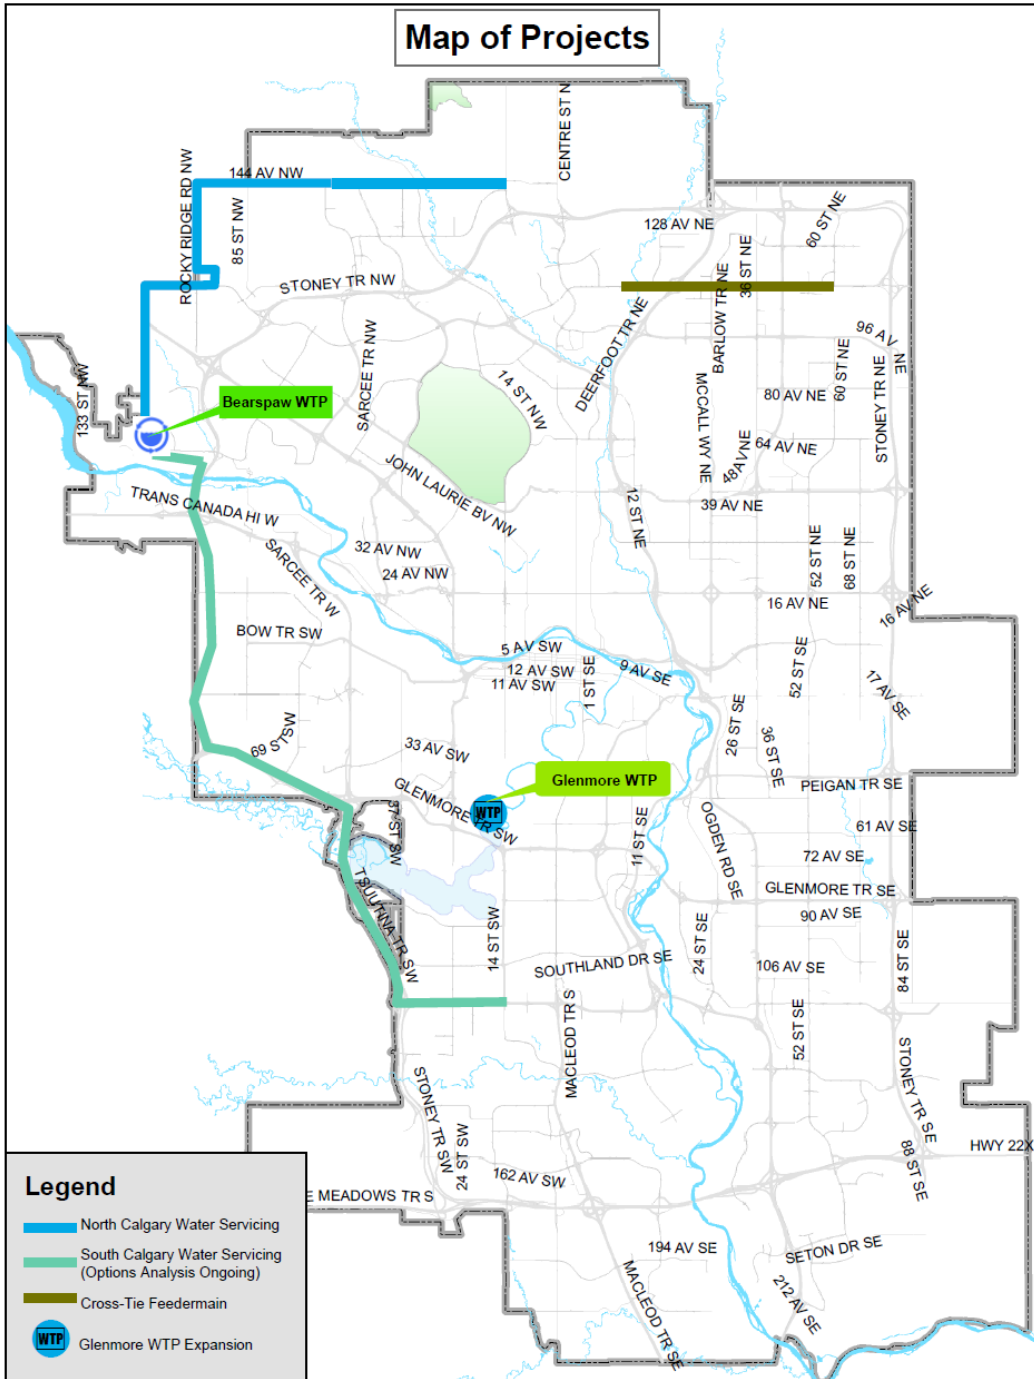 Map of Projects
CENTRE ST N
144 AV NW
ROCKY RIDGE RD NW
85 ST NW
128 AV NE
60 ST NE
36 ST NE
STONEY TR NW
BARLOW TR NE
DEERFOOT TR NE
96 AV NE
SARCEE TR NW
14 ST NW
133 ST NW
Bearspaw WTP
MCCALL WY NE
80 AV NE
60 ST NE
STONEY TR NE
64 AV NE
48 AV NE
JOHN LAURIE BV NW
39 AV NE
TRANS CANADA HI W
12 ST NE
32 AV NW
24 AV NW
SARCEE TR W
52 ST NE
68 ST NE
16 AV NE
16 AV NE
BOW TR SW
5 AV SW
12 AV SW
11 AV SW
1 ST SE
9 AV SE
52 ST SE
17 AV SE
26 ST SE
36 ST SE
69 ST SW
33 AV SW
GLENMORE TR SW
Glenmore WTP
WTP
PEIGAN TR SE
37 ST SW
11 ST SE
OGDEN RD SE
61 AV SE
72 AV SE
GLENMORE TR SE
TSUUTINA TR SW
14 ST SW
90 AV SE
24 ST SE
SOUTHLAND DR SE
106 AV SE
84 ST SE
MACLEOD TR S
52 ST SE
STONEY TR SW
24 ST SW
STONEY TR SE
88 ST SE
HWY 22X
162 AV SW
E MEADOWS TR S
194 AV SE
SETON DR SE
MACLEOD TR SE
212 AV SE
Legend
North Calgary Water Servicing
South Calgary Water Servicing
(Options Analysis Ongoing)
Cross-Tie Feedermain
WTP
Glenmore WTP Expansion